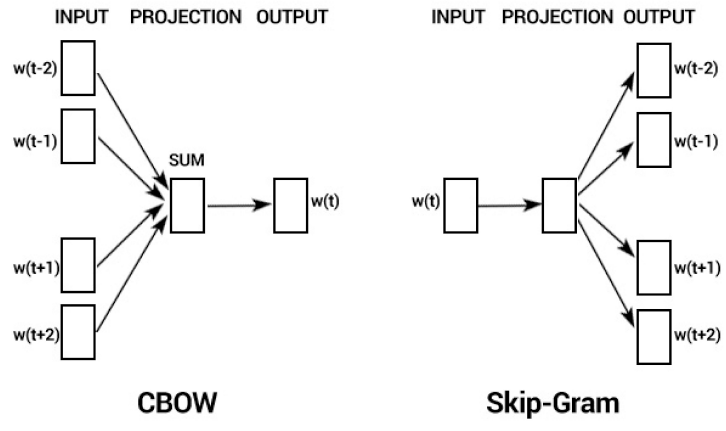 INPUT PROJECTION OUTPUT
w(t-2)
w(t-1)
SUM
w(t)
w(t+1)
w(t+2)
CBOW
INPUT PROJECTION OUTPUT
w(t-2)
w(t-1)
w(t)
w(t+1)
w(t+2)
Skip-Gram